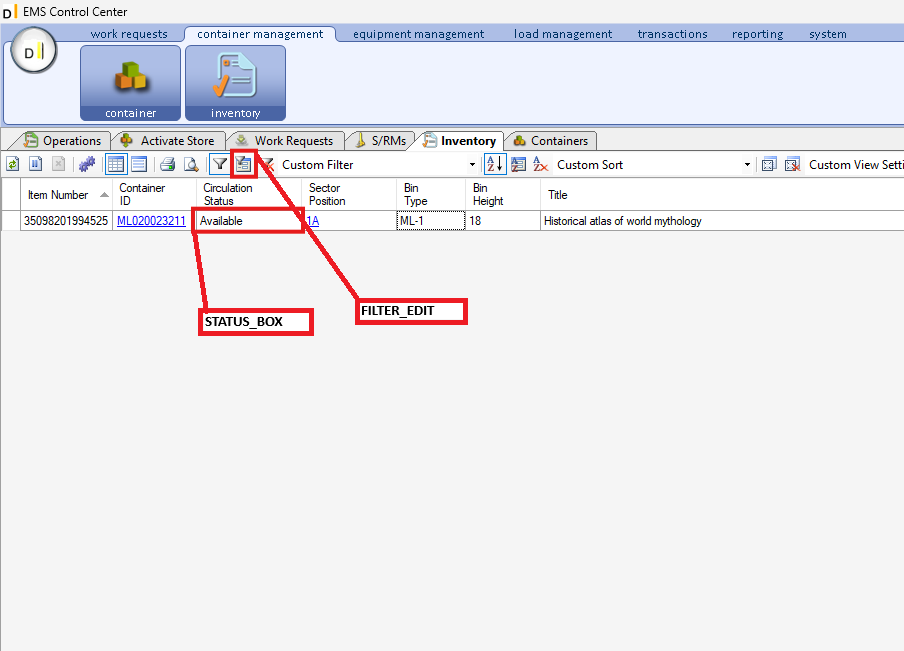 D EMS Control Center
work requests container management equipment management load management transactions reporting system
D
container inventory
Operations Activate Store Work Requests S/RMs Inventory Containers
Custom Filter Custom Sort Custom View Setti
Item Number Container ID Circulation Status Sector Position Bin Type Bin Height Title
35098201994525 ML020023211 Available 1A ML-1 18 Historical atlas of world mythology
FILTER_EDIT
STATUS_BOX